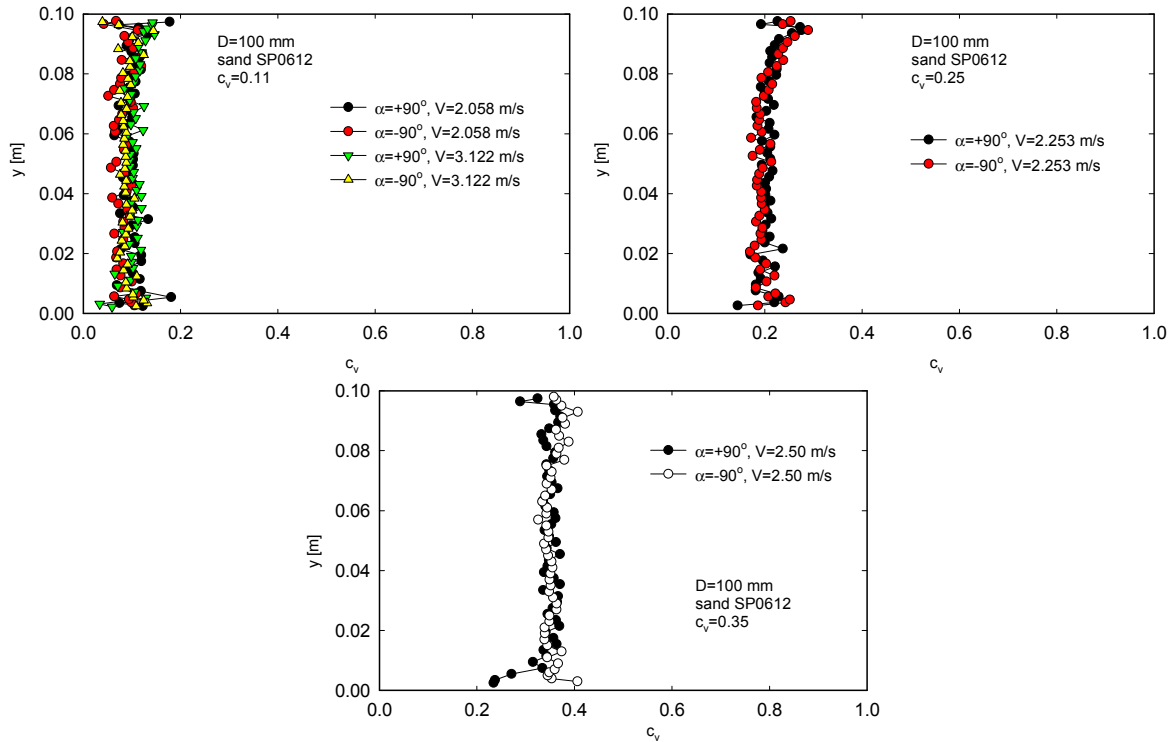 0.10
0.08
0.06
0.04
0.02
0.00
y [m]
D=100 mm
sand SP0612
cᵥ=0.11
α=+90°, V=2.058 m/s
α=-90°, V=2.058 m/s
α=+90°, V=3.122 m/s
α=-90°, V=3.122 m/s
0.0 0.2 0.4 0.6 0.8 1.0
cᵥ
0.10
0.08
0.06
0.04
0.02
0.00
y [m]
D=100 mm
sand SP0612
cᵥ=0.25
α=+90°, V=2.253 m/s
α=-90°, V=2.253 m/s
0.0 0.2 0.4 0.6 0.8 1.0
cᵥ
0.10
0.08
0.06
0.04
0.02
0.00
y [m]
α=+90°, V=2.50 m/s
α=-90°, V=2.50 m/s
D=100 mm
sand SP0612
cᵥ=0.35
0.0 0.2 0.4 0.6 0.8 1.0
cᵥ